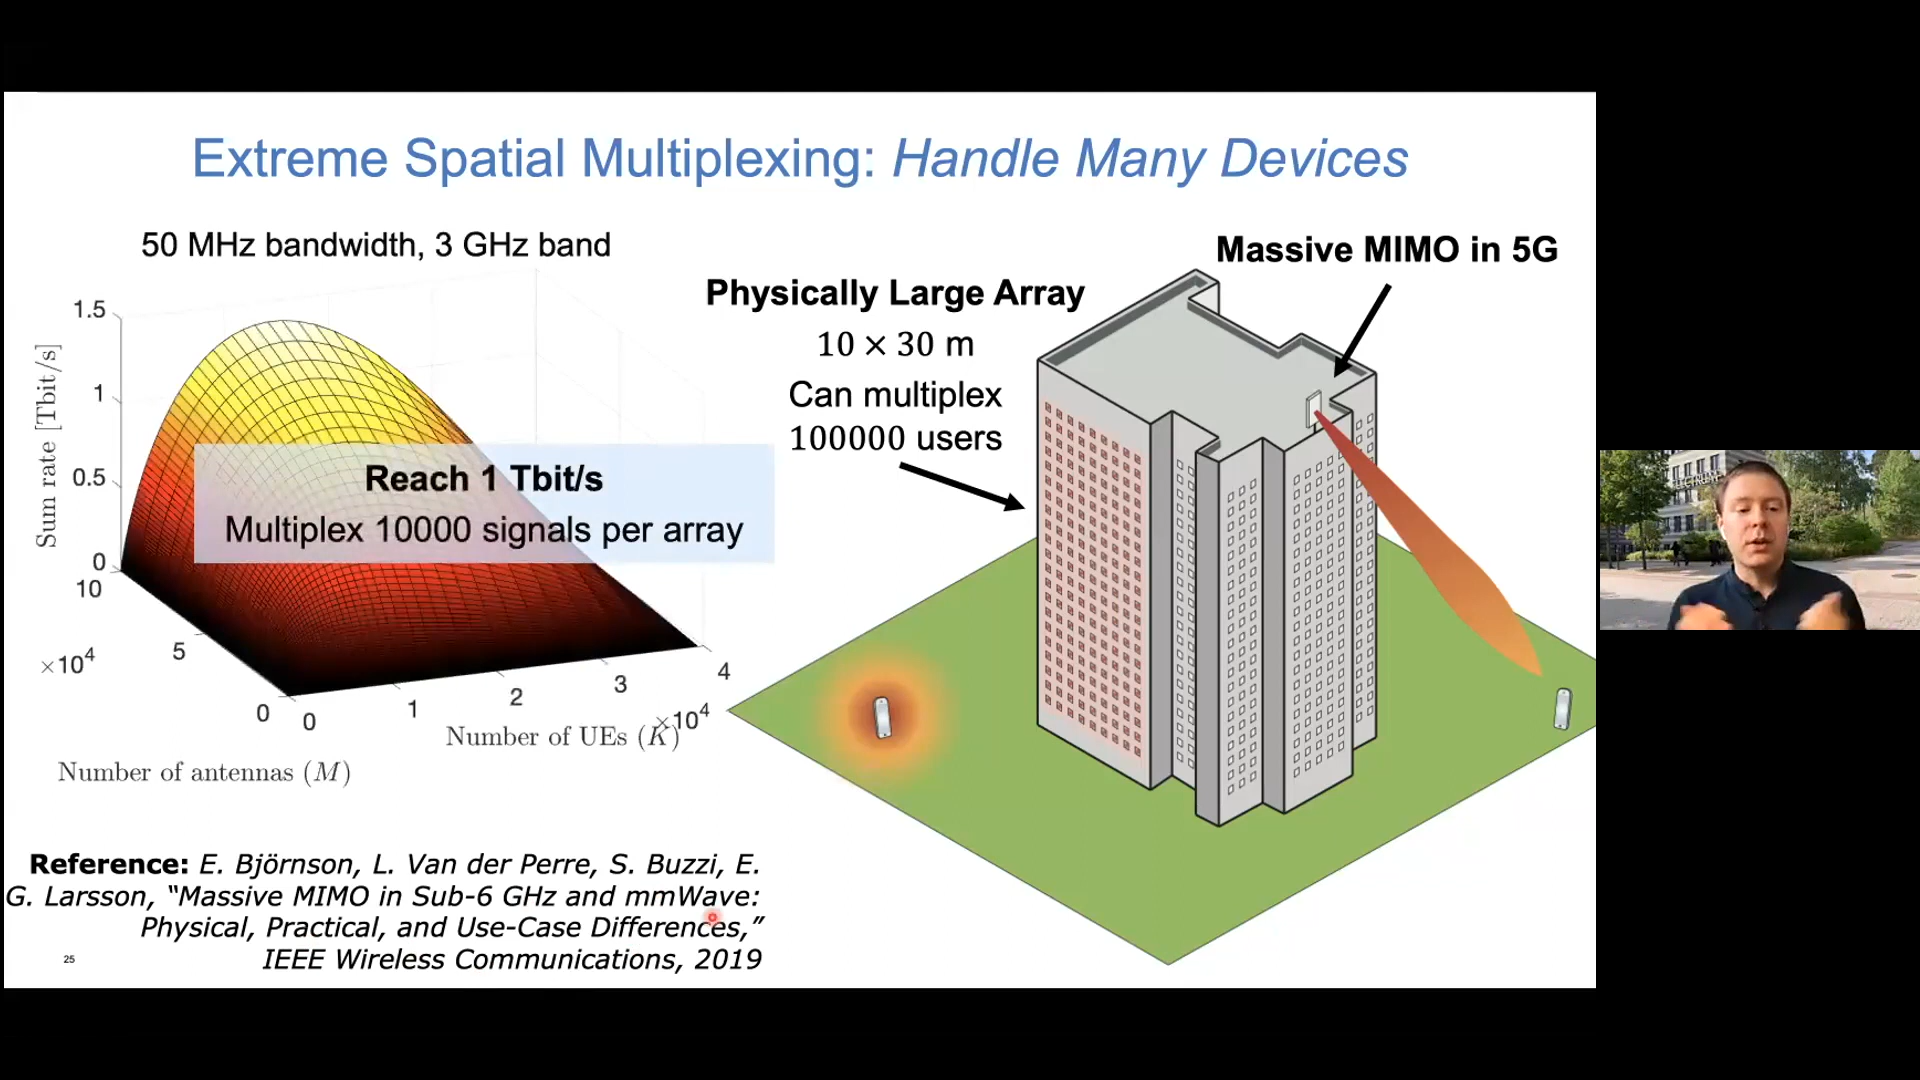 Extreme Spatial Multiplexing: Handle Many Devices
50 MHz bandwidth, 3 GHz band
Sum rate [Tbit/s]
1.5
1
0.5
0
10
5
0
×10⁴
0
1
2
3
4
×10⁴
Number of UEs (K)
Number of antennas (M)
Reach 1 Tbit/s
Multiplex 10000 signals per array
Physically Large Array
10 × 30 m
Can multiplex
100000 users
Massive MIMO in 5G
Reference: E. Björnson, L. Van der Perre, S. Buzzi, E.
G. Larsson, “Massive MIMO in Sub-6 GHz and mmWave:
Physical, Practical, and Use-Case Differences,”
IEEE Wireless Communications, 2019
25